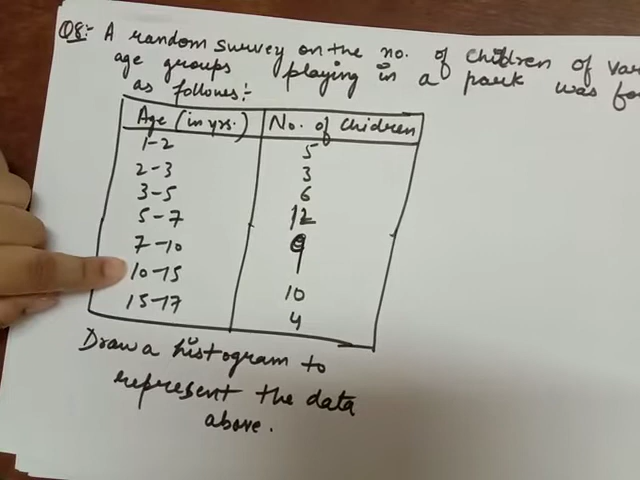 Q8:- A random survey on the no. of children of var
age groups playing in a park was fo
as follows:-
Age (in yrs.) No. of Chidren
1-2 5
2-3 3
3-5 6
5-7 12
7-10 9
10-15 10
15-17 4
Draw a histogram to
represent the data
above.